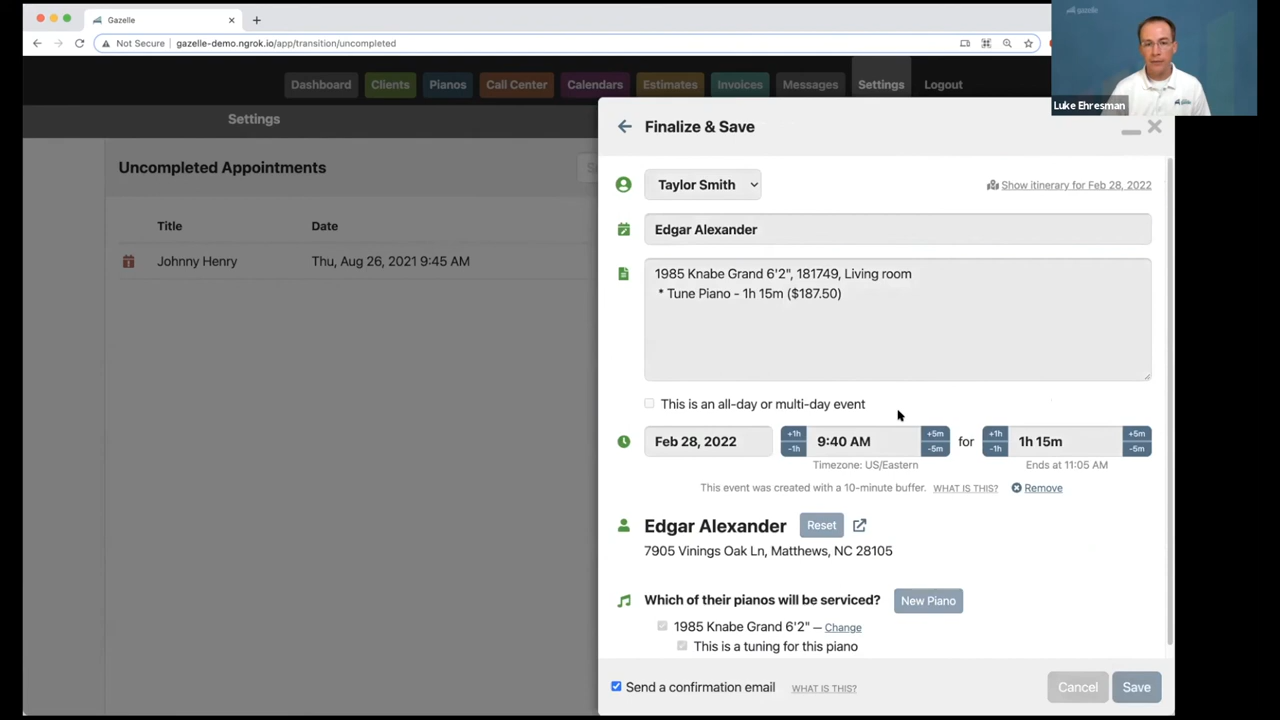 Gazelle
Not Secure gazelle-demo.ngrok.io/app/transition/uncompleted
gazelle
Luke Ehresman
Dashboard Clients Pianos Call Center Calendars Estimates Invoices Messages Settings Logout
Settings
Uncompleted Appointments
Title Date
Johnny Henry Thu, Aug 26, 2021 9:45 AM
Finalize & Save
Taylor Smith Show itinerary for Feb 28, 2022
Edgar Alexander
1985 Knabe Grand 6'2", 181749, Living room
* Tune Piano - 1h 15m ($187.50)
This is an all-day or multi-day event
+1h +5m +1h +5m
Feb 28, 2022 9:40 AM for 1h 15m
-1h -5m -1h -5m
Timezone: US/Eastern Ends at 11:05 AM
This event was created with a 10-minute buffer. WHAT IS THIS? Remove
Edgar Alexander Reset
7905 Vinings Oak Ln, Matthews, NC 28105
Which of their pianos will be serviced? New Piano
1985 Knabe Grand 6'2" — Change
This is a tuning for this piano
Send a confirmation email WHAT IS THIS? Cancel Save